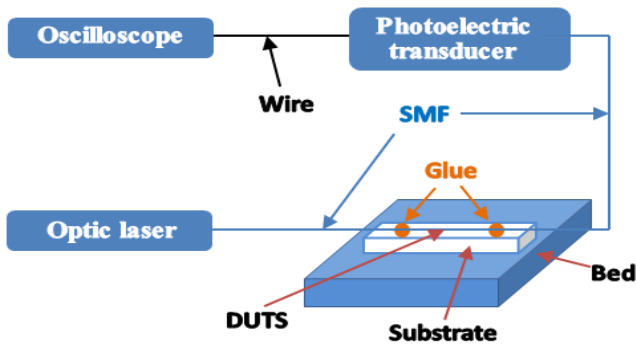 Oscilloscope
Photoelectric
transducer
Wire
SMF
Glue
Optic laser
Bed
DUTS
Substrate